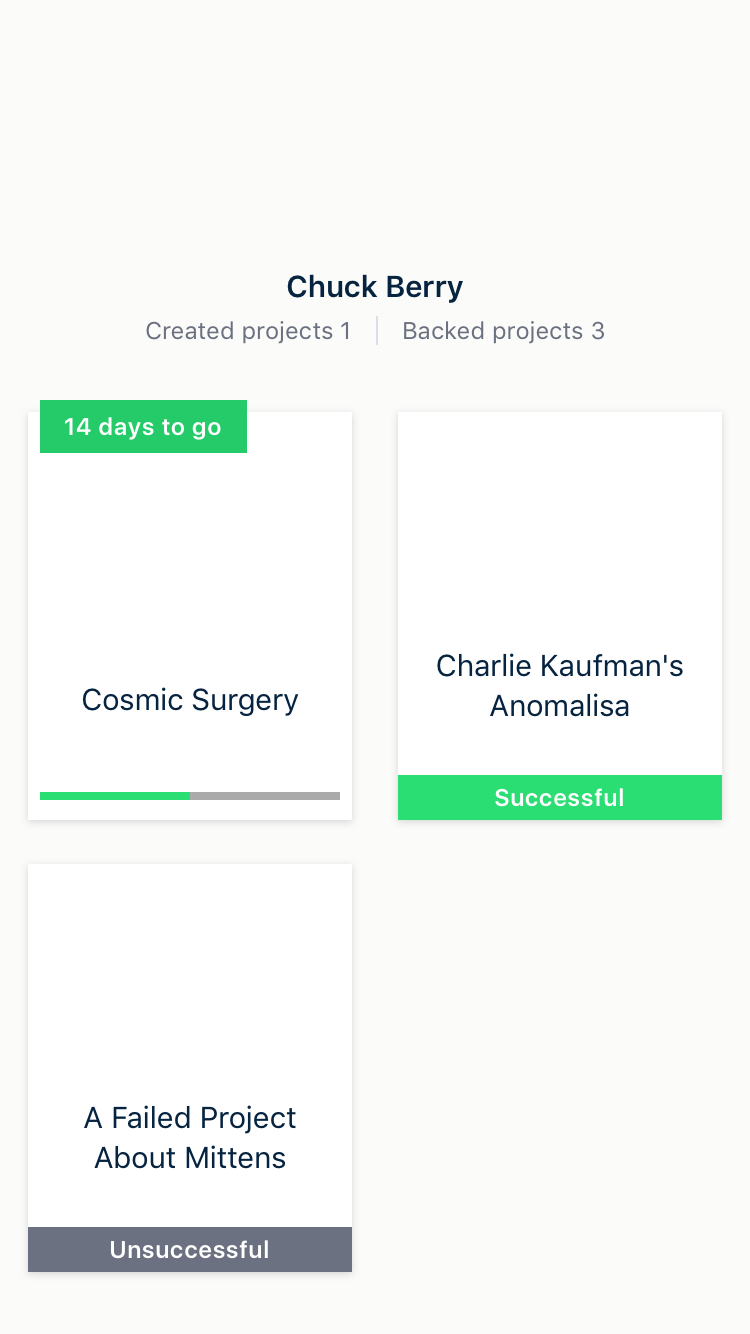 Chuck Berry
Created projects 1
Backed projects 3
14 days to go
Cosmic Surgery
Charlie Kaufman's
Anomalisa
Successful
A Failed Project
About Mittens
Unsuccessful